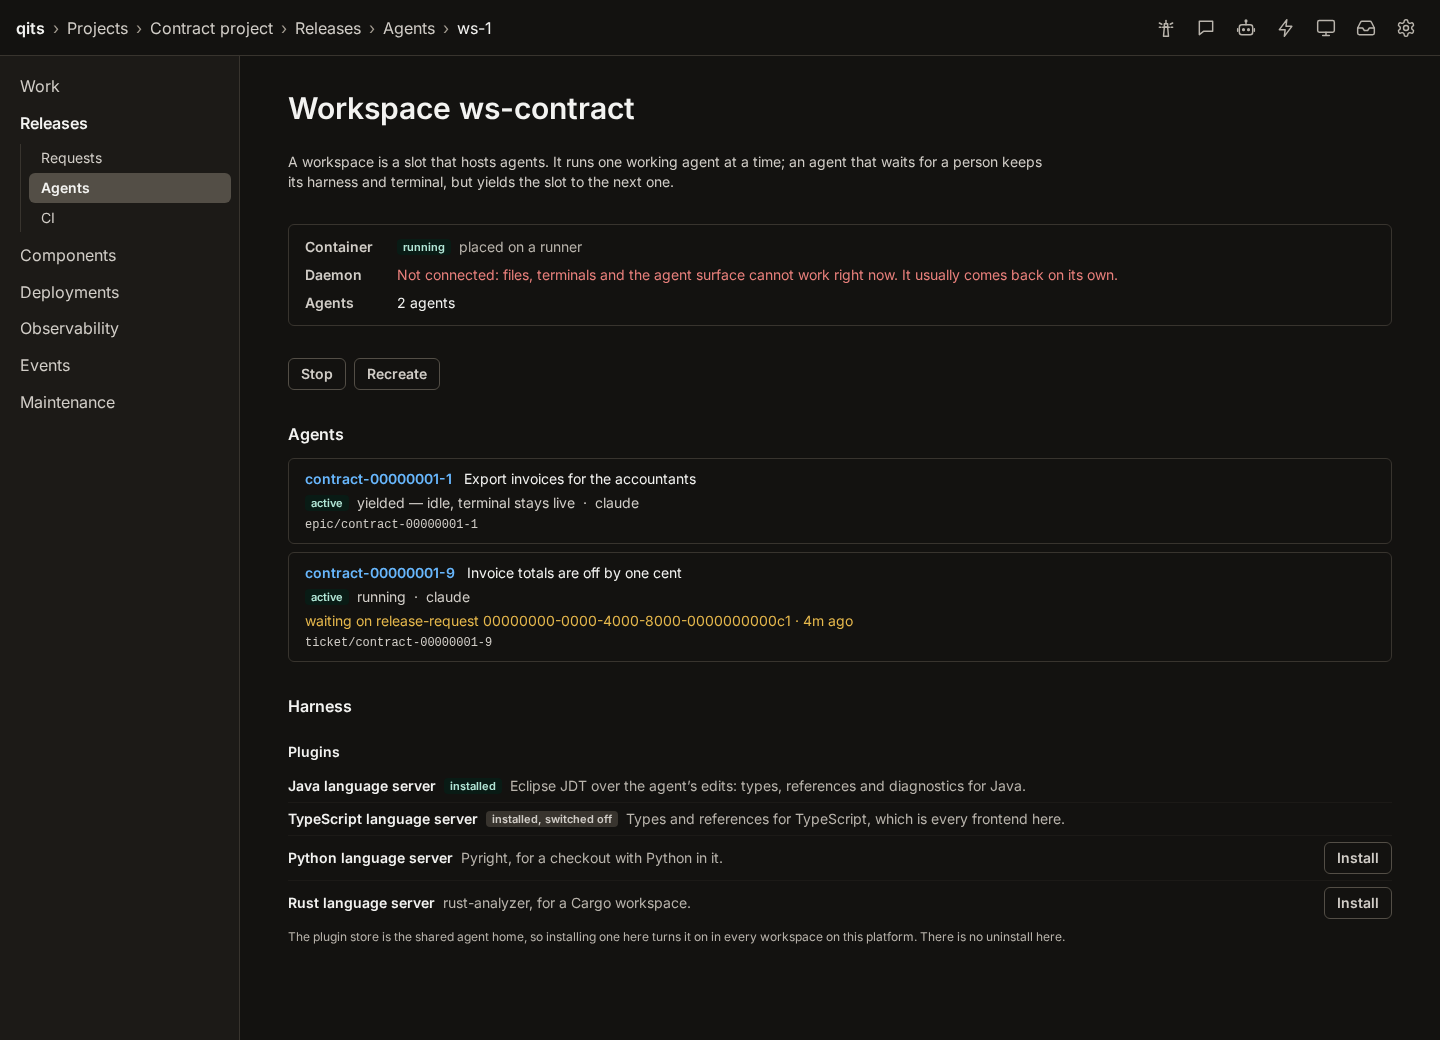 qits › Projects › Contract project › Releases › Agents › ws-1
Work
Releases
Requests
Agents
CI
Components
Deployments
Observability
Events
Maintenance
Workspace ws-contract
A workspace is a slot that hosts agents. It runs one working agent at a time; an agent that waits for a person keeps
its harness and terminal, but yields the slot to the next one.
Container running placed on a runner
Daemon Not connected: files, terminals and the agent surface cannot work right now. It usually comes back on its own.
Agents 2 agents
Stop Recreate
Agents
contract-00000001-1 Export invoices for the accountants
active yielded — idle, terminal stays live · claude
epic/contract-00000001-1
contract-00000001-9 Invoice totals are off by one cent
active running · claude
waiting on release-request 00000000-0000-4000-8000-0000000000c1 · 4m ago
ticket/contract-00000001-9
Harness
Plugins
Java language server installed Eclipse JDT over the agent’s edits: types, references and diagnostics for Java.
TypeScript language server installed, switched off Types and references for TypeScript, which is every frontend here.
Python language server Pyright, for a checkout with Python in it. Install
Rust language server rust-analyzer, for a Cargo workspace. Install
The plugin store is the shared agent home, so installing one here turns it on in every workspace on this platform. There is no uninstall here.